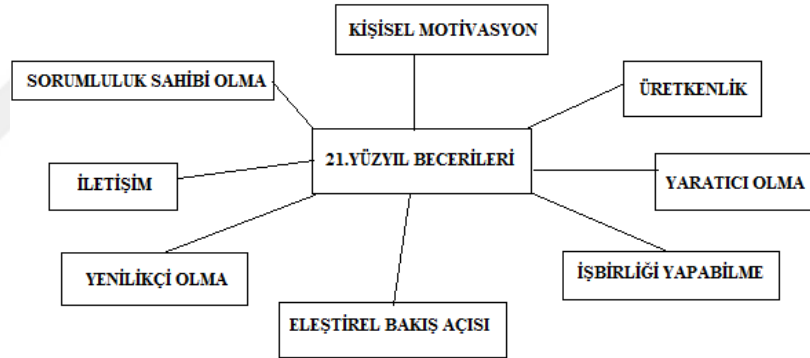 KİŞİSEL MOTİVASYON
SORUMLULUK SAHİBİ OLMA
ÜRETKENLİK
21.YÜZYIL BECERİLERİ
İLETİŞİM
YARATICI OLMA
YENİLİKÇİ OLMA
İŞBİRLİĞİ YAPABİLME
ELEŞTİREL BAKIŞ AÇISI